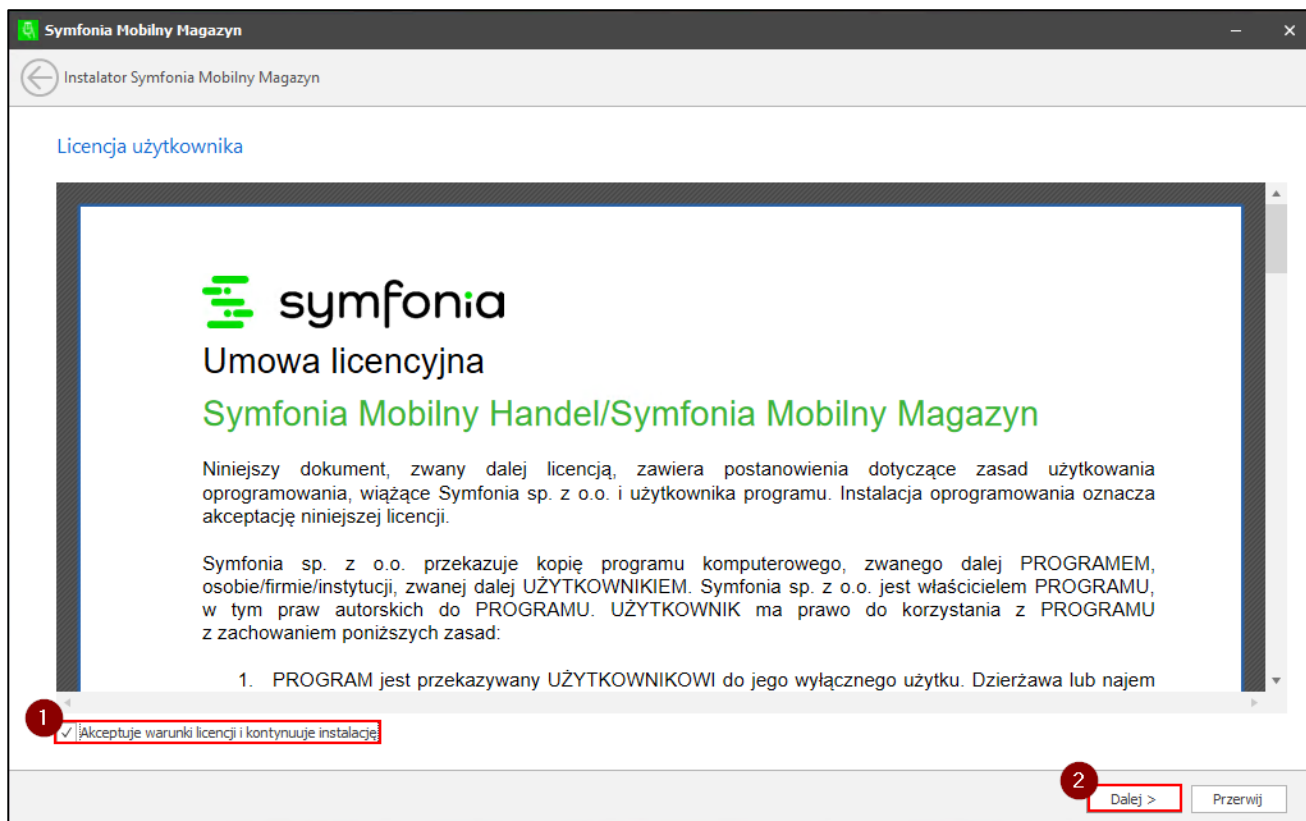 Symfonia Mobilny Magazyn
Instalator Symfonia Mobilny Magazyn
Licencja użytkownika
symfonia
Umowa licencyjna
Symfonia Mobilny Handel/Symfonia Mobilny Magazyn
Niniejszy dokument, zwany dalej licencją, zawiera postanowienia dotyczące zasad użytkowania
oprogramowania, wiążące Symfonia sp. z o.o. i użytkownika programu. Instalacja oprogramowania oznacza
akceptację niniejszej licencji.
Symfonia sp. z o.o. przekazuje kopię programu komputerowego, zwanego dalej PROGRAMEM,
osobie/firmie/instytucji, zwanej dalej UŻYTKOWNIKIEM. Symfonia sp. z o.o. jest właścicielem PROGRAMU,
w tym praw autorskich do PROGRAMU. UŻYTKOWNIK ma prawo do korzystania z PROGRAMU
z zachowaniem poniższych zasad:
1. PROGRAM jest przekazywany UŻYTKOWNIKOWI do jego wyłącznego użytku. Dzierżawa lub najem
1
Akceptuje warunki licencji i kontynuuje instalację
2
Dalej >
Przerwij